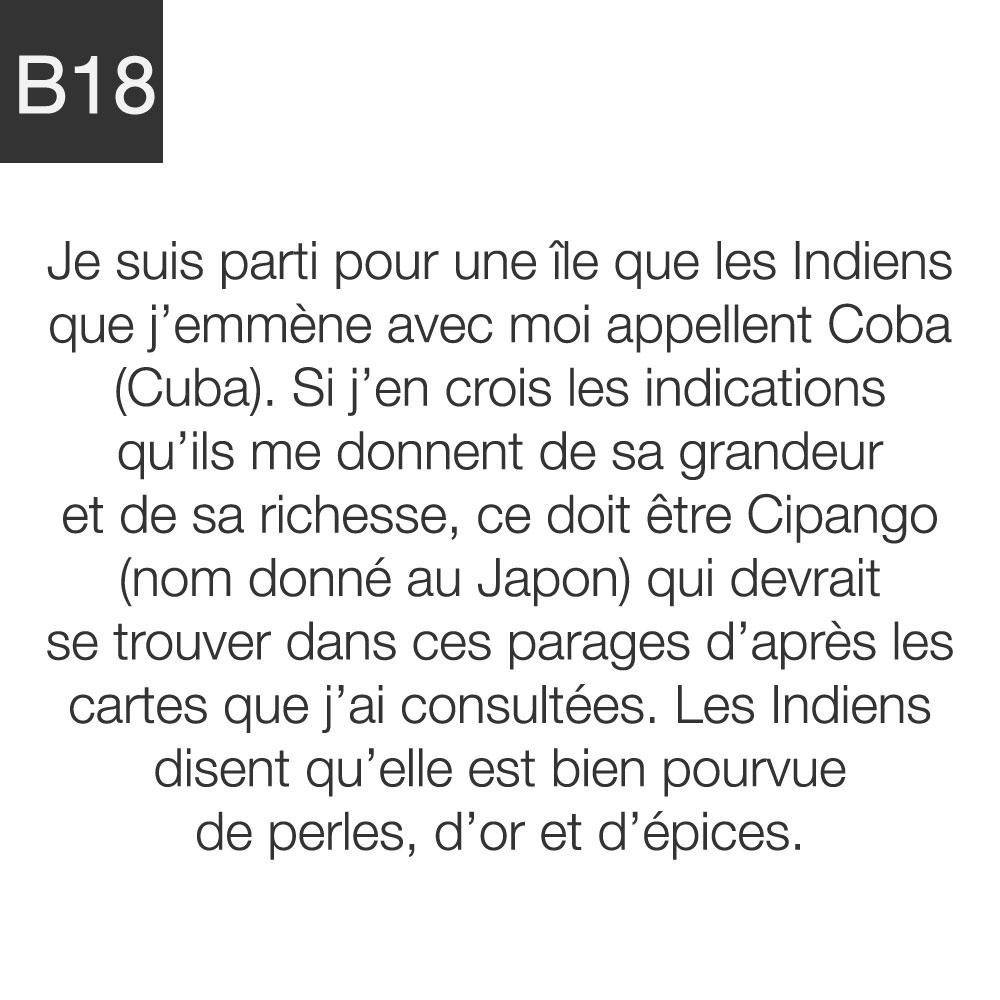 B18
Je suis parti pour une île que les Indiens
que j’emmène avec moi appellent Coba
(Cuba). Si j’en crois les indications
qu’ils me donnent de sa grandeur
et de sa richesse, ce doit être Cipango
(nom donné au Japon) qui devrait
se trouver dans ces parages d’après les
cartes que j’ai consultées. Les Indiens
disent qu’elle est bien pourvue
de perles, d’or et d’épices.